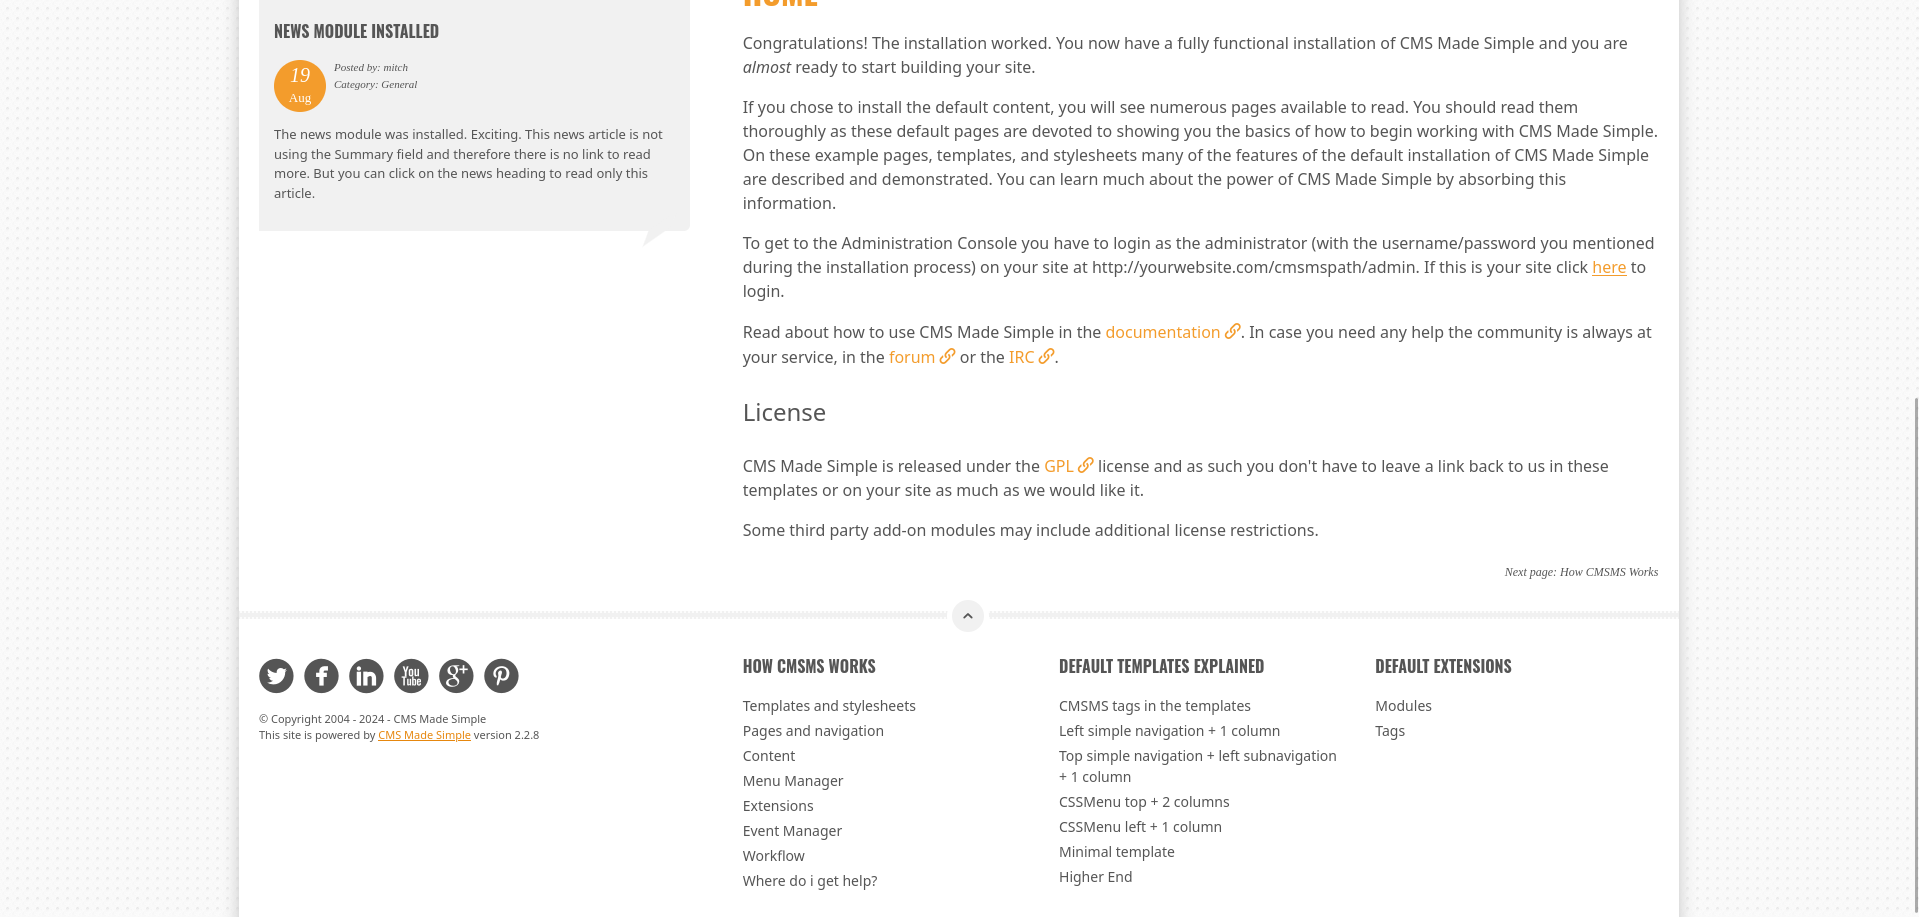 NEWS MODULE INSTALLED
19
Aug
Posted by: mitch
Category: General
The news module was installed. Exciting. This news article is not
using the Summary field and therefore there is no link to read
more. But you can click on the news heading to read only this
article.
HOME
Congratulations! The installation worked. You now have a fully functional installation of CMS Made Simple and you are
almost ready to start building your site.
If you chose to install the default content, you will see numerous pages available to read. You should read them
thoroughly as these default pages are devoted to showing you the basics of how to begin working with CMS Made Simple.
On these example pages, templates, and stylesheets many of the features of the default installation of CMS Made Simple
are described and demonstrated. You can learn much about the power of CMS Made Simple by absorbing this
information.
To get to the Administration Console you have to login as the administrator (with the username/password you mentioned
during the installation process) on your site at http://yourwebsite.com/cmsmspath/admin. If this is your site click here to
login.
Read about how to use CMS Made Simple in the documentation. In case you need any help the community is always at
your service, in the forum or the IRC.
License
CMS Made Simple is released under the GPL license and as such you don't have to leave a link back to us in these
templates or on your site as much as we would like it.
Some third party add-on modules may include additional license restrictions.
Next page: How CMSMS Works
You
Tube
© Copyright 2004 - 2024 - CMS Made Simple
This site is powered by CMS Made Simple version 2.2.8
HOW CMSMS WORKS
Templates and stylesheets
Pages and navigation
Content
Menu Manager
Extensions
Event Manager
Workflow
Where do i get help?
DEFAULT TEMPLATES EXPLAINED
CMSMS tags in the templates
Left simple navigation + 1 column
Top simple navigation + left subnavigation
+ 1 column
CSSMenu top + 2 columns
CSSMenu left + 1 column
Minimal template
Higher End
DEFAULT EXTENSIONS
Modules
Tags